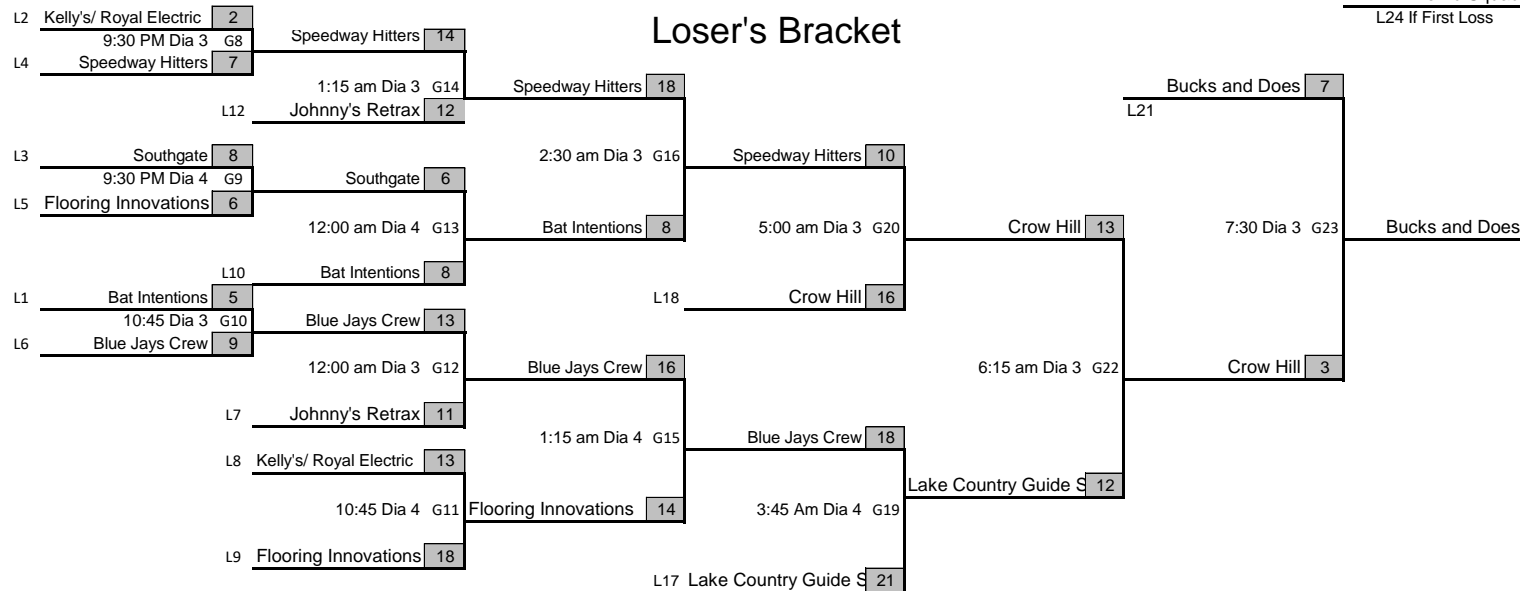 L2 Kelly's/ Royal Electric 2
Loser's Bracket
L24 If First Loss
9:30 PM Dia 3 G8
Speedway Hitters 14
L4 Speedway Hitters 7
1:15 am Dia 3 G14
Speedway Hitters 18
Bucks and Does 7
L12 Johnny's Retrax 12
L21
L3 Southgate 8
2:30 am Dia 3 G16
Speedway Hitters 10
9:30 PM Dia 4 G9
Southgate 6
L5 Flooring Innovations 6
12:00 am Dia 4 G13
Bat Intentions 8
5:00 am Dia 3 G20
Crow Hill 13
7:30 Dia 3 G23
Bucks and Does
L10 Bat Intentions 8
L1 Bat Intentions 5
L18 Crow Hill 16
10:45 Dia 3 G10
Blue Jays Crew 13
L6 Blue Jays Crew 9
12:00 am Dia 3 G12
Blue Jays Crew 16
6:15 am Dia 3 G22
Crow Hill 3
L7 Johnny's Retrax 11
1:15 am Dia 4 G15
Blue Jays Crew 18
L8 Kelly's/ Royal Electric 13
Lake Country Guide S 12
10:45 Dia 4 G11
Flooring Innovations 14
3:45 Am Dia 4 G19
L9 Flooring Innovations 18
L17 Lake Country Guide S 21